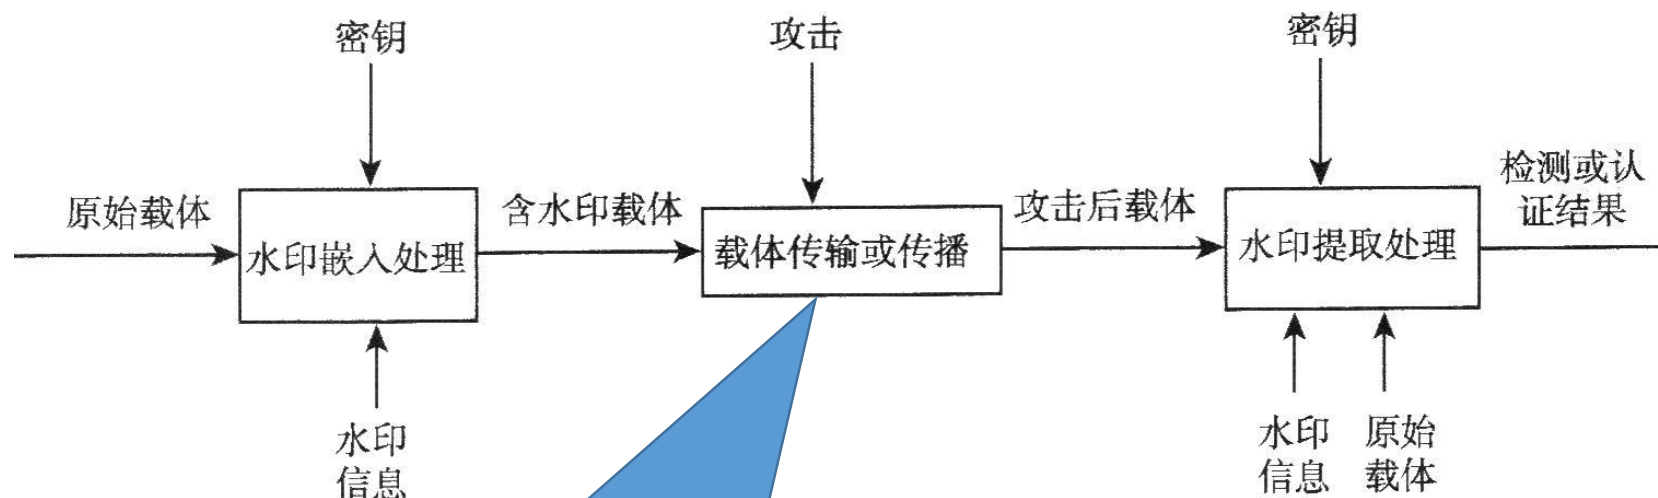 密钥
攻击
密钥
原始载体
水印嵌入处理
含水印载体
载体传输或传播
攻击后载体
水印提取处理
检测或认
证结果
水印
信息
水印
信息
原始
载体